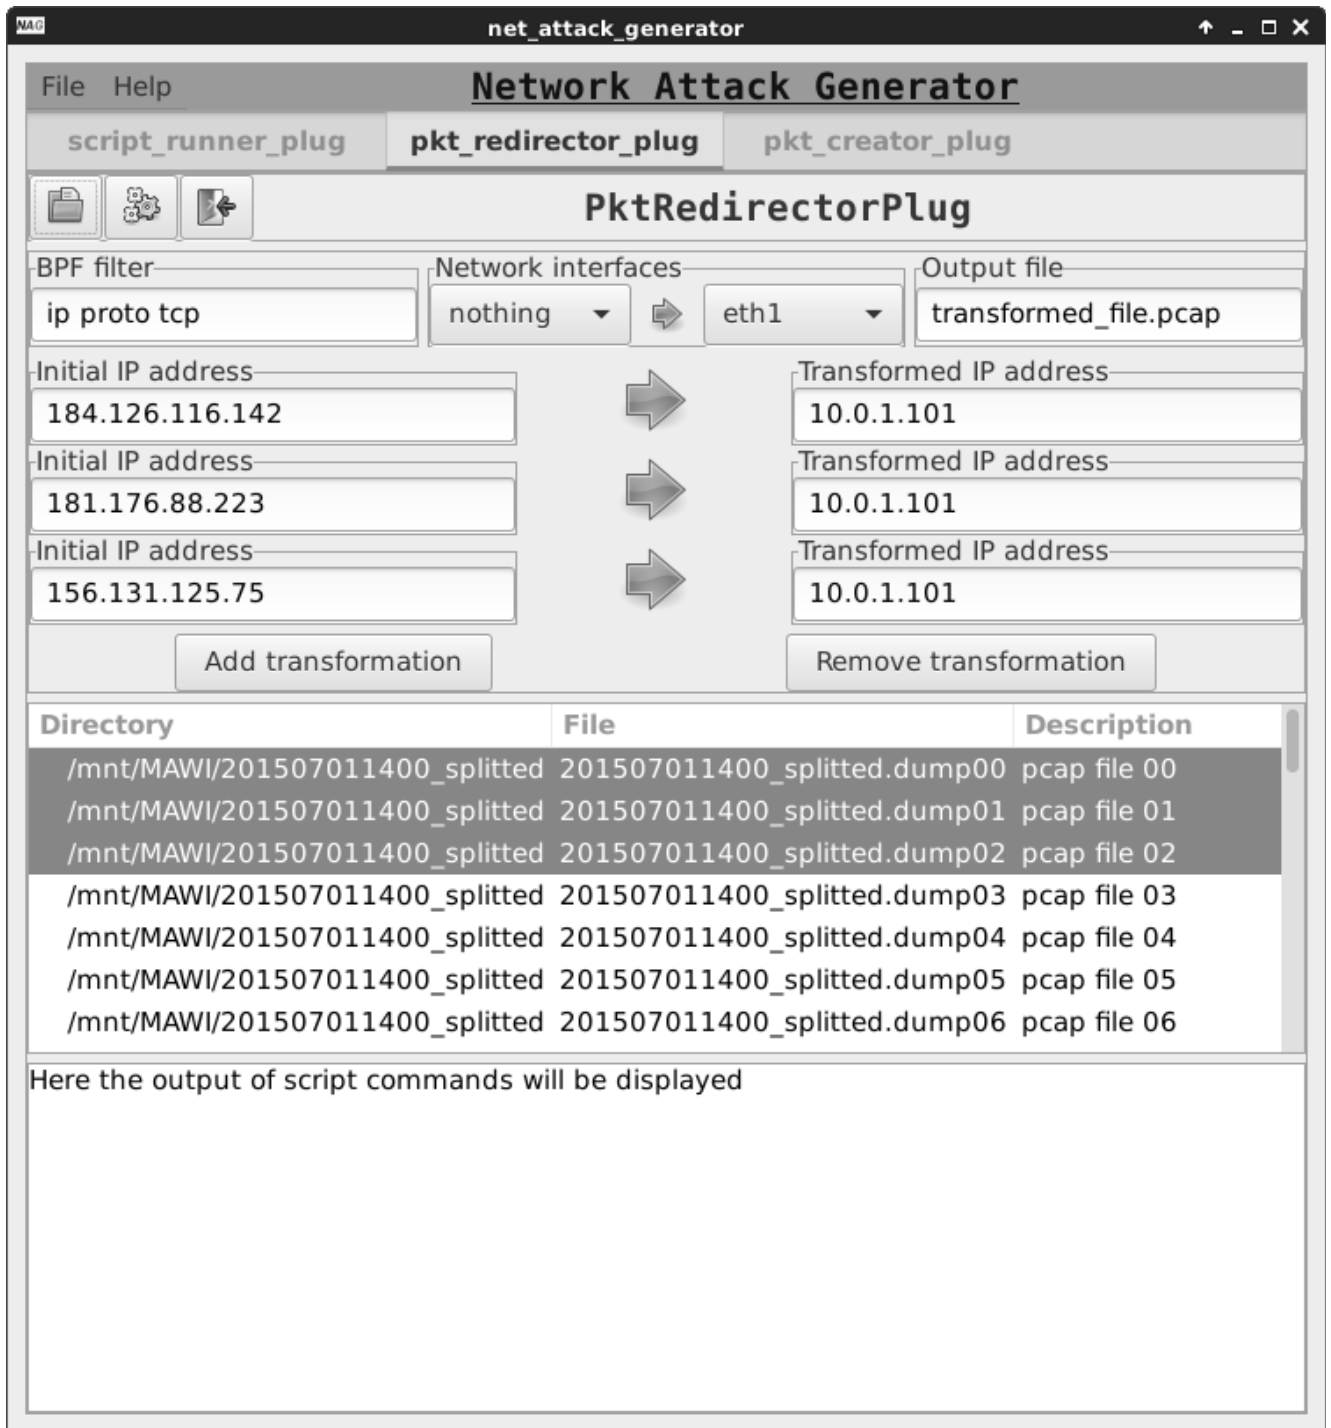 NAG net_attack_generator
File Help Network Attack Generator
script_runner_plug pkt_redirector_plug pkt_creator_plug
PktRedirectorPlug
BPF filter Network interfaces Output file
ip proto tcp nothing eth1 transformed_file.pcap
Initial IP address Transformed IP address
184.126.116.142 10.0.1.101
Initial IP address Transformed IP address
181.176.88.223 10.0.1.101
Initial IP address Transformed IP address
156.131.125.75 10.0.1.101
Add transformation Remove transformation
Directory File Description
/mnt/MAWI/201507011400_splitted 201507011400_splitted.dump00 pcap file 00
/mnt/MAWI/201507011400_splitted 201507011400_splitted.dump01 pcap file 01
/mnt/MAWI/201507011400_splitted 201507011400_splitted.dump02 pcap file 02
/mnt/MAWI/201507011400_splitted 201507011400_splitted.dump03 pcap file 03
/mnt/MAWI/201507011400_splitted 201507011400_splitted.dump04 pcap file 04
/mnt/MAWI/201507011400_splitted 201507011400_splitted.dump05 pcap file 05
/mnt/MAWI/201507011400_splitted 201507011400_splitted.dump06 pcap file 06
Here the output of script commands will be displayed